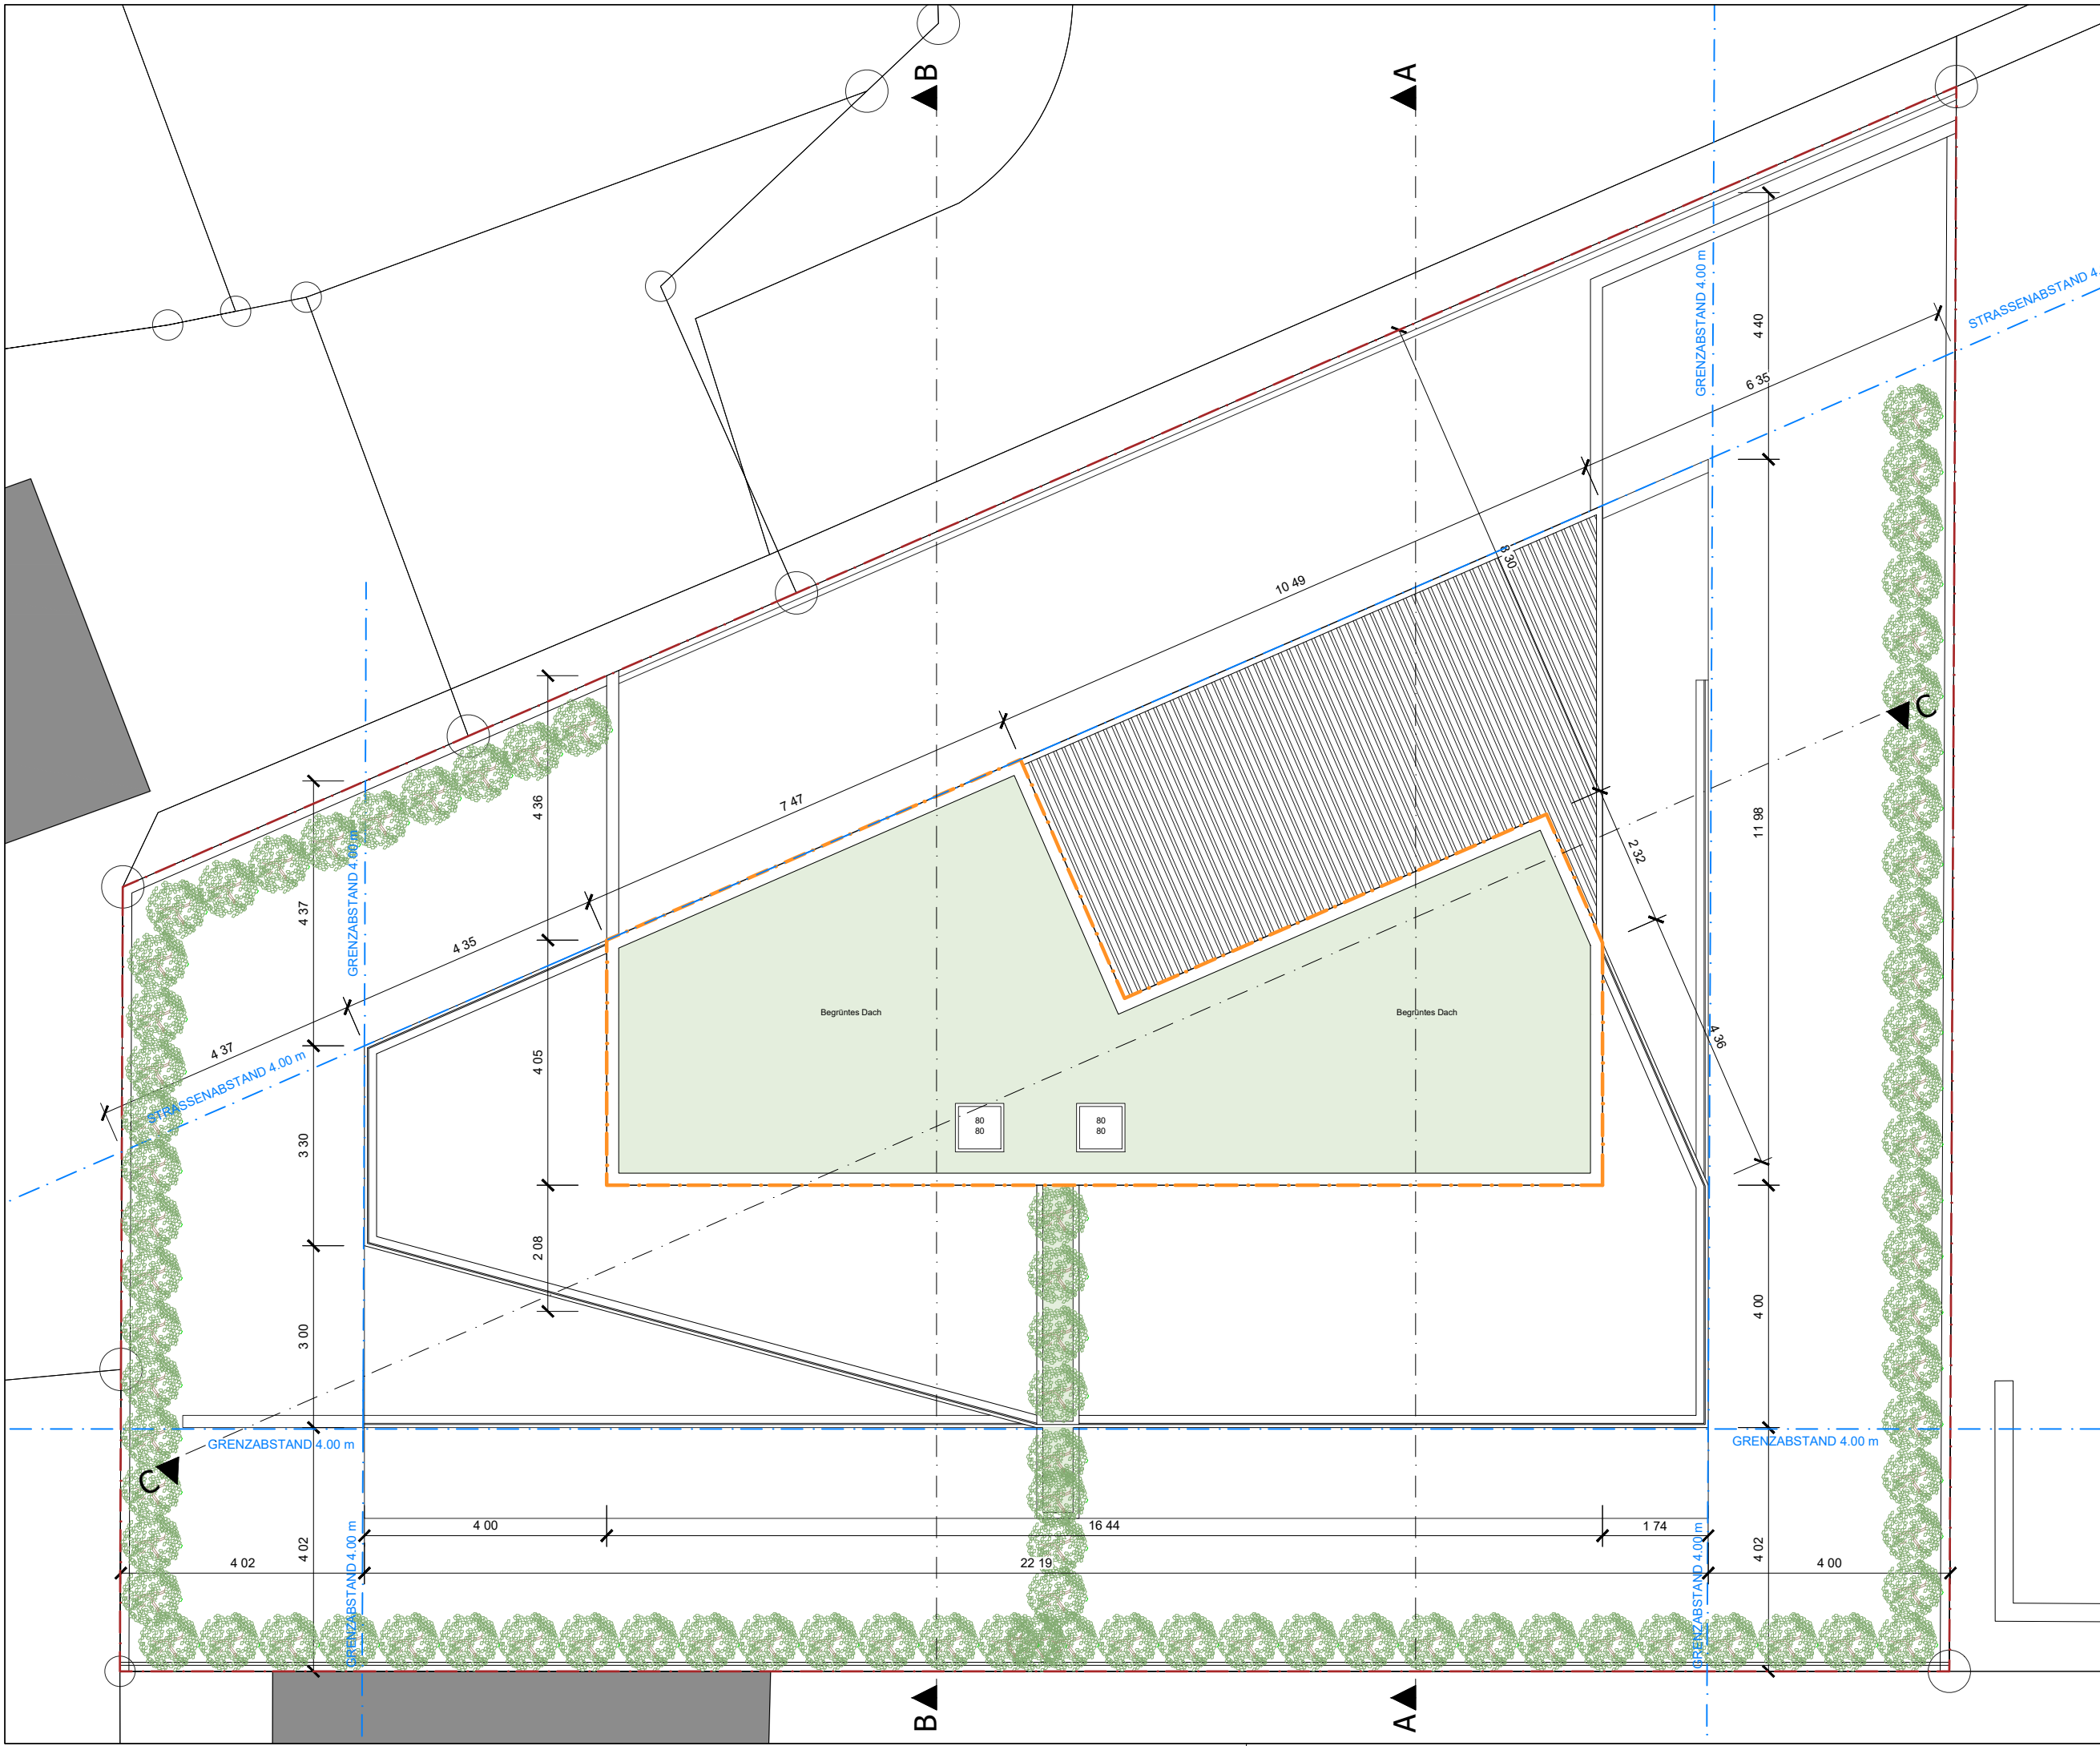 B
A
GRENZABSTAND 4.00 m
STRASSENABSTAND 4.
4 40
6 35
8 30
10 49
7 47
4 36
4 37
GRENZABSTAND 4.00 m
4 35
4 37
STRASSENABSTAND 4.00 m
C
11 98
2 32
4 36
Begrüntes Dach
Begrüntes Dach
4 05
3 30
80
80
80
80
2 08
3 00
4 00
GRENZABSTAND 4.00 m
GRENZABSTAND 4.00 m
C
4 00
16 44
1 74
4 02
4 02
GRENZABSTAND 4.00 m
22 19
GRENZABSTAND 4.00 m
4 02
4 00
B
A